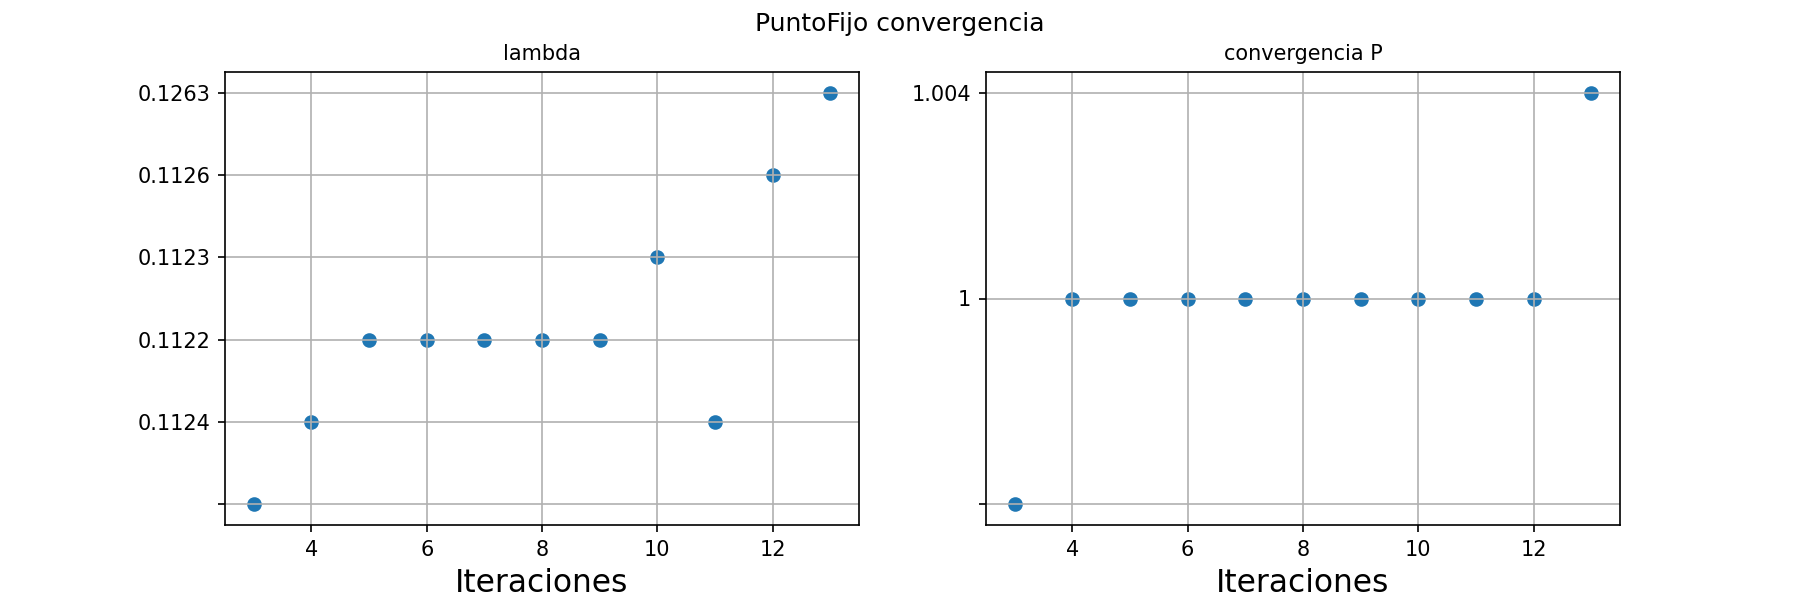 PuntoFijo convergencia
lambda
0.1263
0.1126
0.1123
0.1122
0.1124
4 6 8 10 12
Iteraciones
convergencia P
1.004
1
4 6 8 10 12
Iteraciones